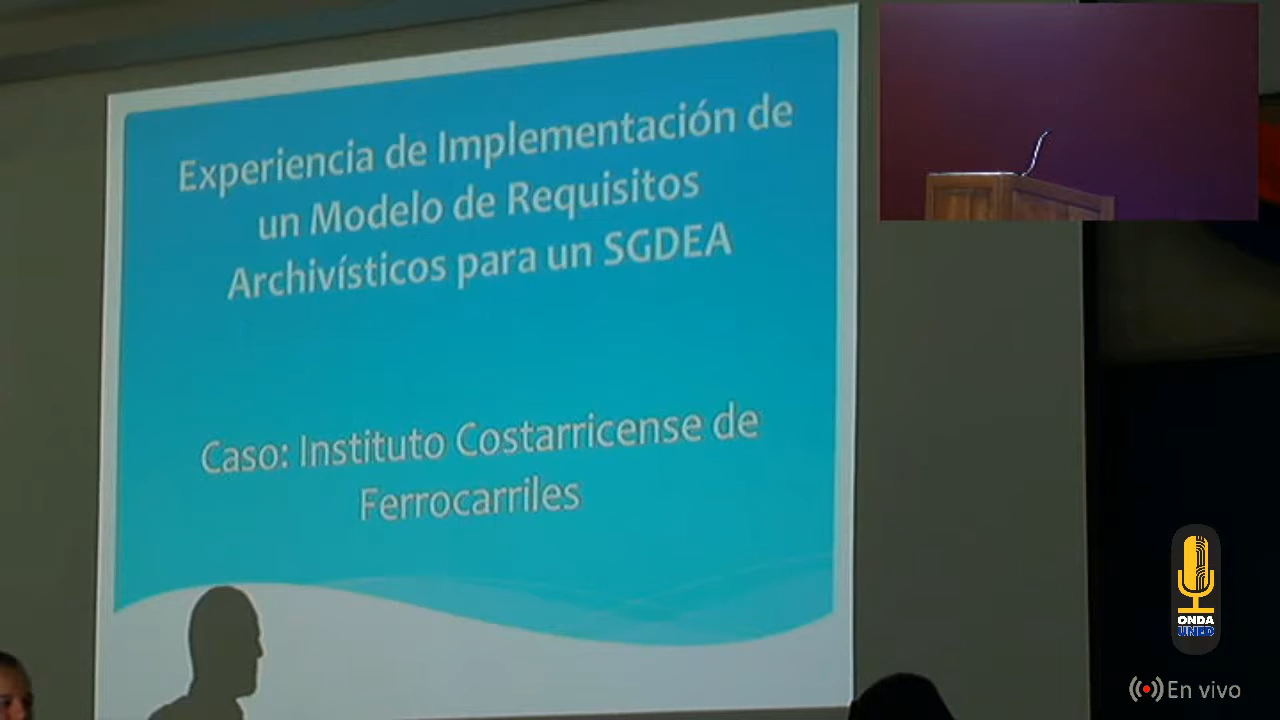 Experiencia de Implementación de
un Modelo de Requisitos
Archivísticos para un SGDEA
Caso: Instituto Costarricense de
Ferrocarriles
ONDA
UNED
En vivo